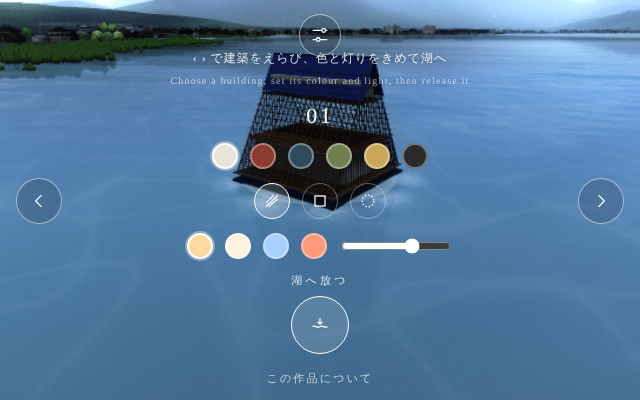 ‹ › で建築をえらび、色と灯りをきめて湖へ
Choose a building, set its colour and light, then release it
01
湖へ放つ
この作品について